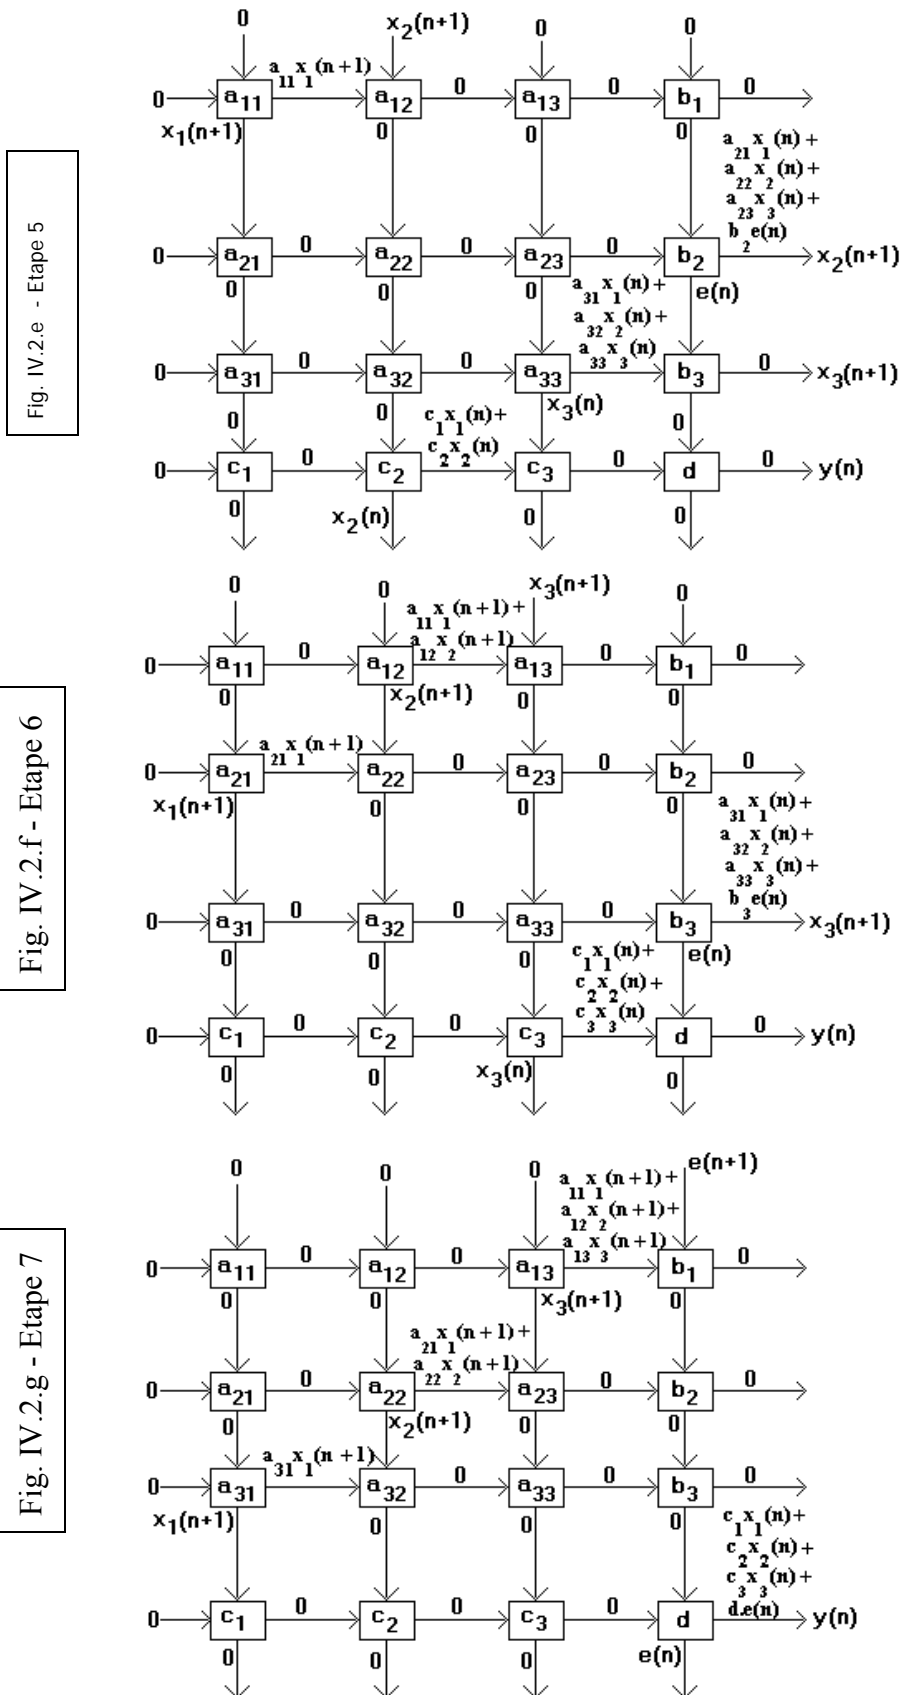 Fig. IV.2.e - Etape 5
0 x2(n+1) 0 0
a11x1(n+1)
0 a11 a12 0 a13 0 b1 0
x1(n+1) 0 0 0
a21x1(n)+
a22x2(n)+
a23x3(n)+
b2e(n)
0 a21 0 a22 0 a23 0 b2 x2(n+1)
0 0 0 e(n)
a31x1(n)+
a32x2(n)+
a33x3(n)
0 a31 0 a32 0 a33 b3 0 x3(n+1)
0 0 x3(n) 0
c1x1(n)+
c2x2(n)
0 c1 0 c2 c3 0 d 0 y(n)
0 x2(n) 0 0
Fig. IV.2.f - Etape 6
0 0 x3(n+1) 0
a11x1(n+1)+
a12x2(n+1)
0 a11 0 a12 a13 0 b1 0
0 x2(n+1) 0 0
a21x1(n+1)
0 a21 a22 0 a23 0 b2 0
x1(n+1) 0 0 0
a31x1(n)+
a32x2(n)+
a33x3(n)+
b3e(n)
0 a31 0 a32 0 a33 0 b3 x3(n+1)
0 0 0 e(n)
c1x1(n)+
c2x2(n)+
c3x3(n)
0 c1 0 c2 0 c3 d 0 y(n)
0 0 x3(n) 0
Fig. IV.2.g - Etape 7
0 0 0 e(n+1)
a11x1(n+1)+
a12x2(n+1)+
a13x3(n+1)
0 a11 0 a12 0 a13 b1 0
0 0 x3(n+1) 0
a21x1(n+1)+
a22x2(n+1)
0 a21 0 a22 a23 0 b2 0
0 x2(n+1) 0 0
a31x1(n+1)
0 a31 a32 0 a33 0 b3 0
x1(n+1) 0 0 0
c1x1(n)+
c2x2(n)+
c3x3(n)+
d.e(n)
0 c1 0 c2 0 c3 0 d y(n)
0 0 0 e(n)